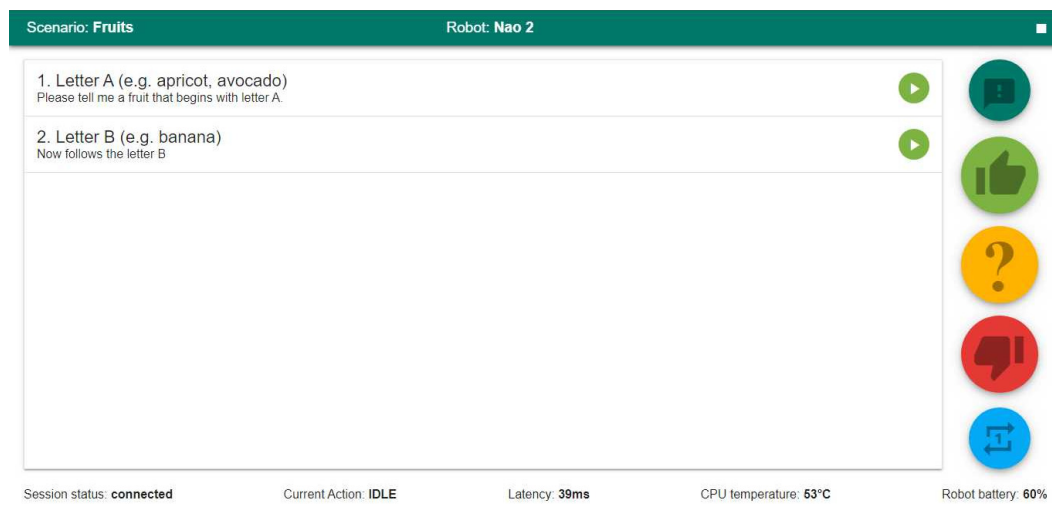 Scenario: Fruits Robot: Nao 2
1. Letter A (e.g. apricot, avocado)
Please tell me a fruit that begins with letter A.
2. Letter B (e.g. banana)
Now follows the letter B
!
?
1
Session status: connected Current Action: IDLE Latency: 39ms CPU temperature: 53°C Robot battery: 60%